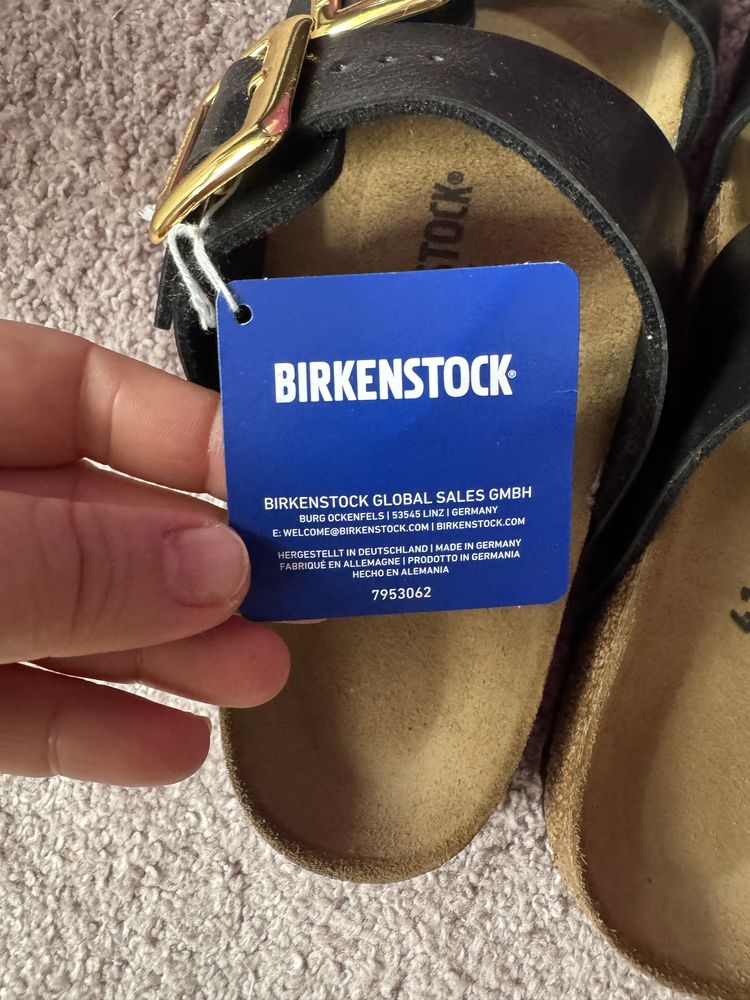 STOCK®
BIRKENSTOCK®
BIRKENSTOCK GLOBAL SALES GMBH
BURG OCKENFELS | 53545 LINZ | GERMANY
E: WELCOME@BIRKENSTOCK.COM | BIRKENSTOCK.COM
HERGESTELLT IN DEUTSCHLAND | MADE IN GERMANY
FABRIQUÉ EN ALLEMAGNE | PRODOTTO IN GERMANIA
HECHO EN ALEMANIA
7953062